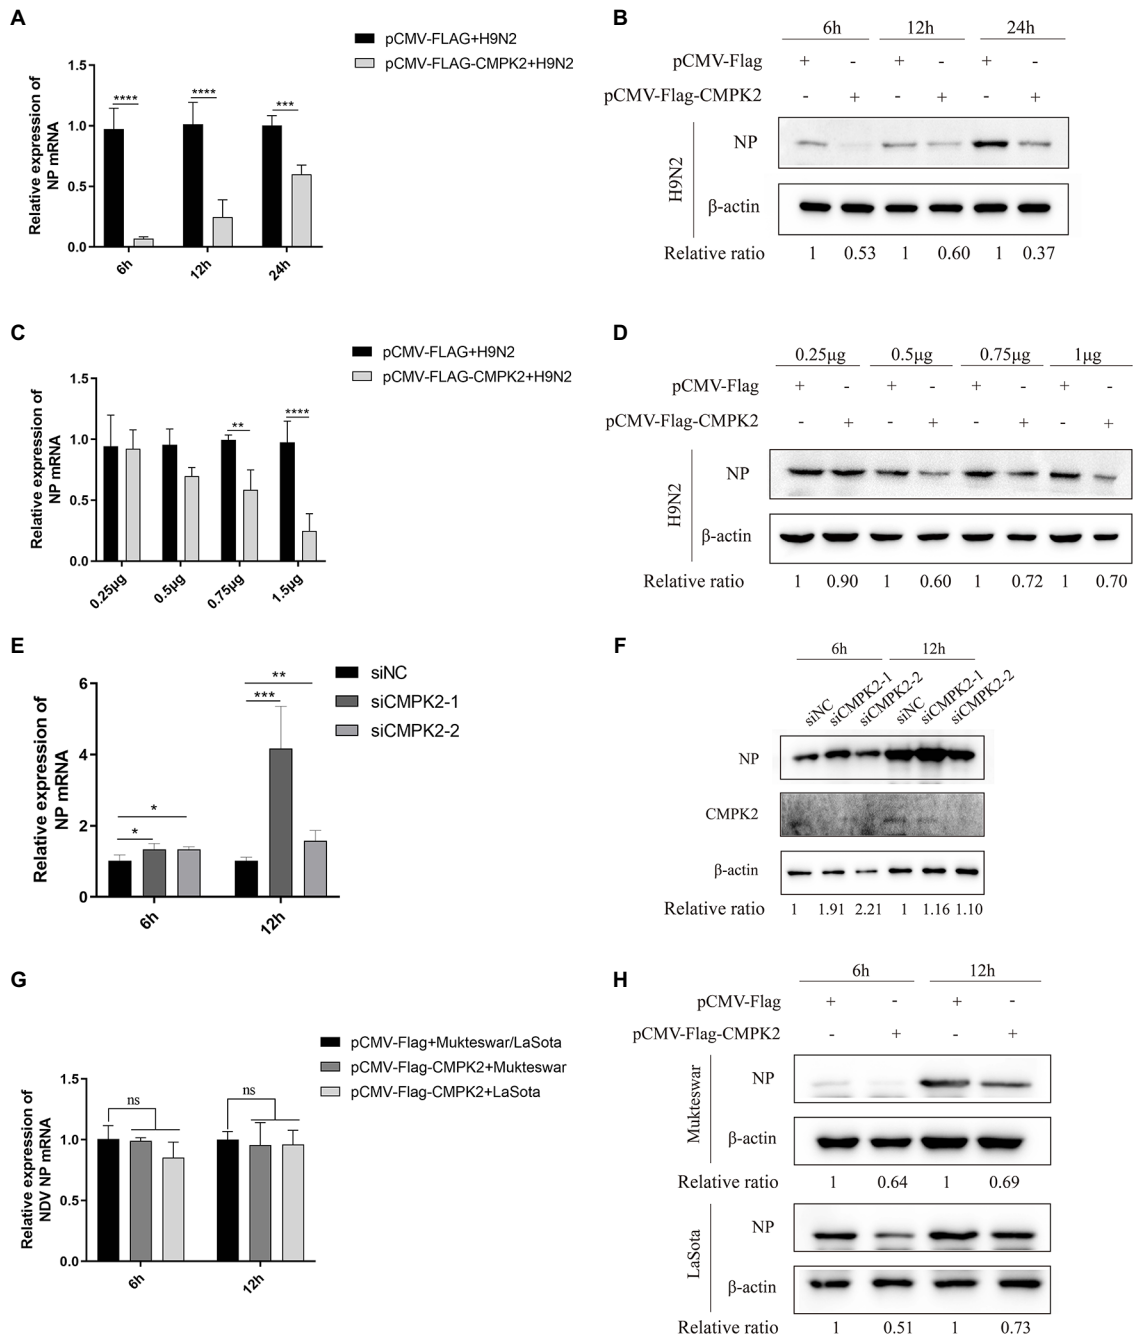 A
pCMV-FLAG+H9N2
pCMV-FLAG-CMPK2+H9N2
Relative expression of
NP mRNA
1.5
1.0
0.5
0.0
**** **** ***
6h 12h 24h
B
6h 12h 24h
pCMV-Flag + - + - + -
pCMV-Flag-CMPK2 - + - + - +
H9N2
NP
β-actin
Relative ratio 1 0.53 1 0.60 1 0.37
C
pCMV-FLAG+H9N2
pCMV-FLAG-CMPK2+H9N2
Relative expression of
NP mRNA
1.5
1.0
0.5
0.0
** ****
0.25µg 0.5µg 0.75µg 1.5µg
D
0.25µg 0.5µg 0.75µg 1µg
pCMV-Flag + - + - + - + -
pCMV-Flag-CMPK2 - + - + - + - +
H9N2
NP
β-actin
Relative ratio 1 0.90 1 0.60 1 0.72 1 0.70
E
siNC
siCMPK2-1
siCMPK2-2
Relative expression of
NP mRNA
6
4
2
0
* * *** **
6h 12h
F
6h 12h
siNC siCMPK2-1 siCMPK2-2 siNC siCMPK2-1 siCMPK2-2
NP
CMPK2
β-actin
Relative ratio 1 1.91 2.21 1 1.16 1.10
G
pCMV-Flag+Mukteswar/LaSota
pCMV-Flag-CMPK2+Mukteswar
pCMV-Flag-CMPK2+LaSota
Relative expression of
NDV NP mRNA
1.5
1.0
0.5
0.0
ns ns
6h 12h
H
6h 12h
pCMV-Flag + - + -
pCMV-Flag-CMPK2 - + - +
Mukteswar
NP
β-actin
Relative ratio 1 0.64 1 0.69
LaSota
NP
β-actin
Relative ratio 1 0.51 1 0.73